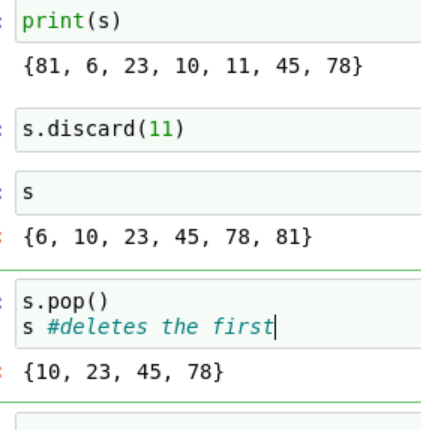 print(s)
{81, 6, 23, 10, 11, 45, 78}
s.discard(11)
s
{6, 10, 23, 45, 78, 81}
s.pop()
s #deletes the first
{10, 23, 45, 78}